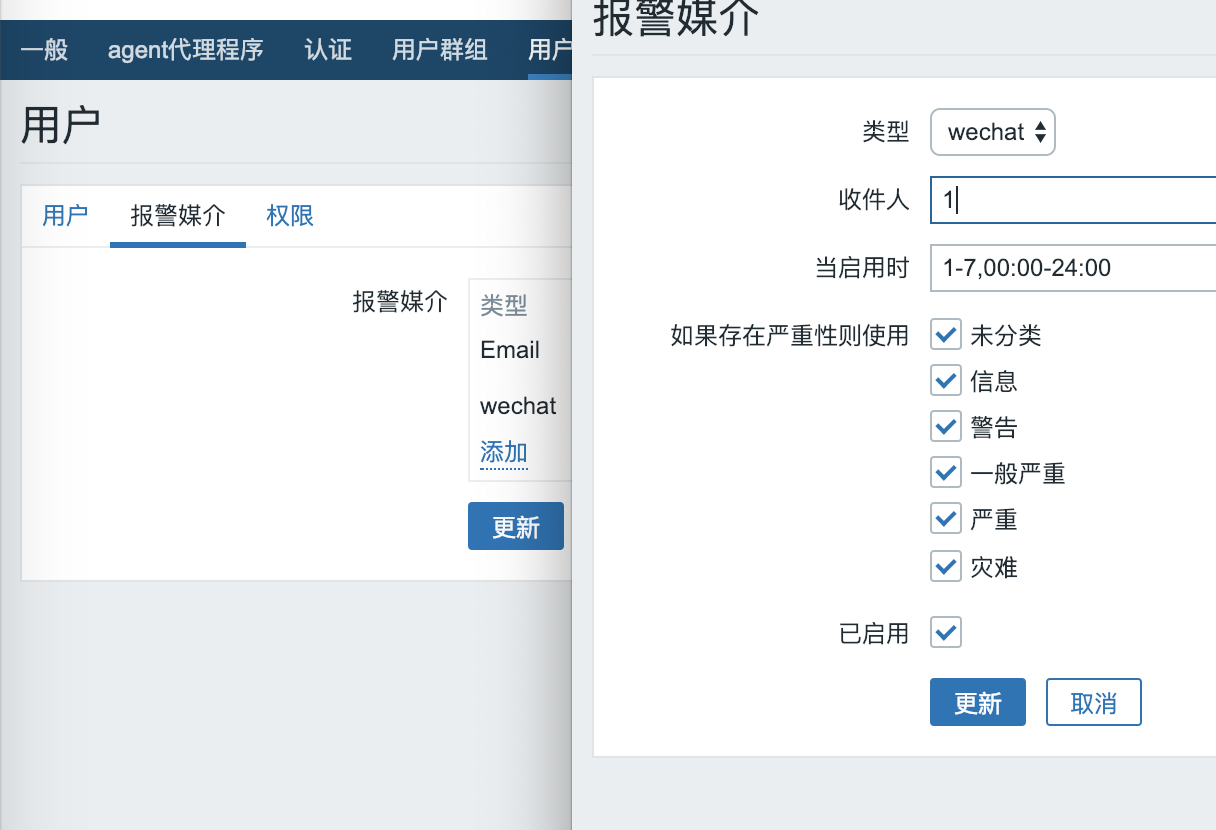 一般 agent代理程序 认证 用户群组 用户
用户
用户 报警媒介 权限
报警媒介
类型
Email
wechat
添加
更新
报警媒介
类型 wechat
收件人 1
当启用时 1-7,00:00-24:00
如果存在严重性则使用 未分类
信息
警告
一般严重
严重
灾难
已启用
更新 取消